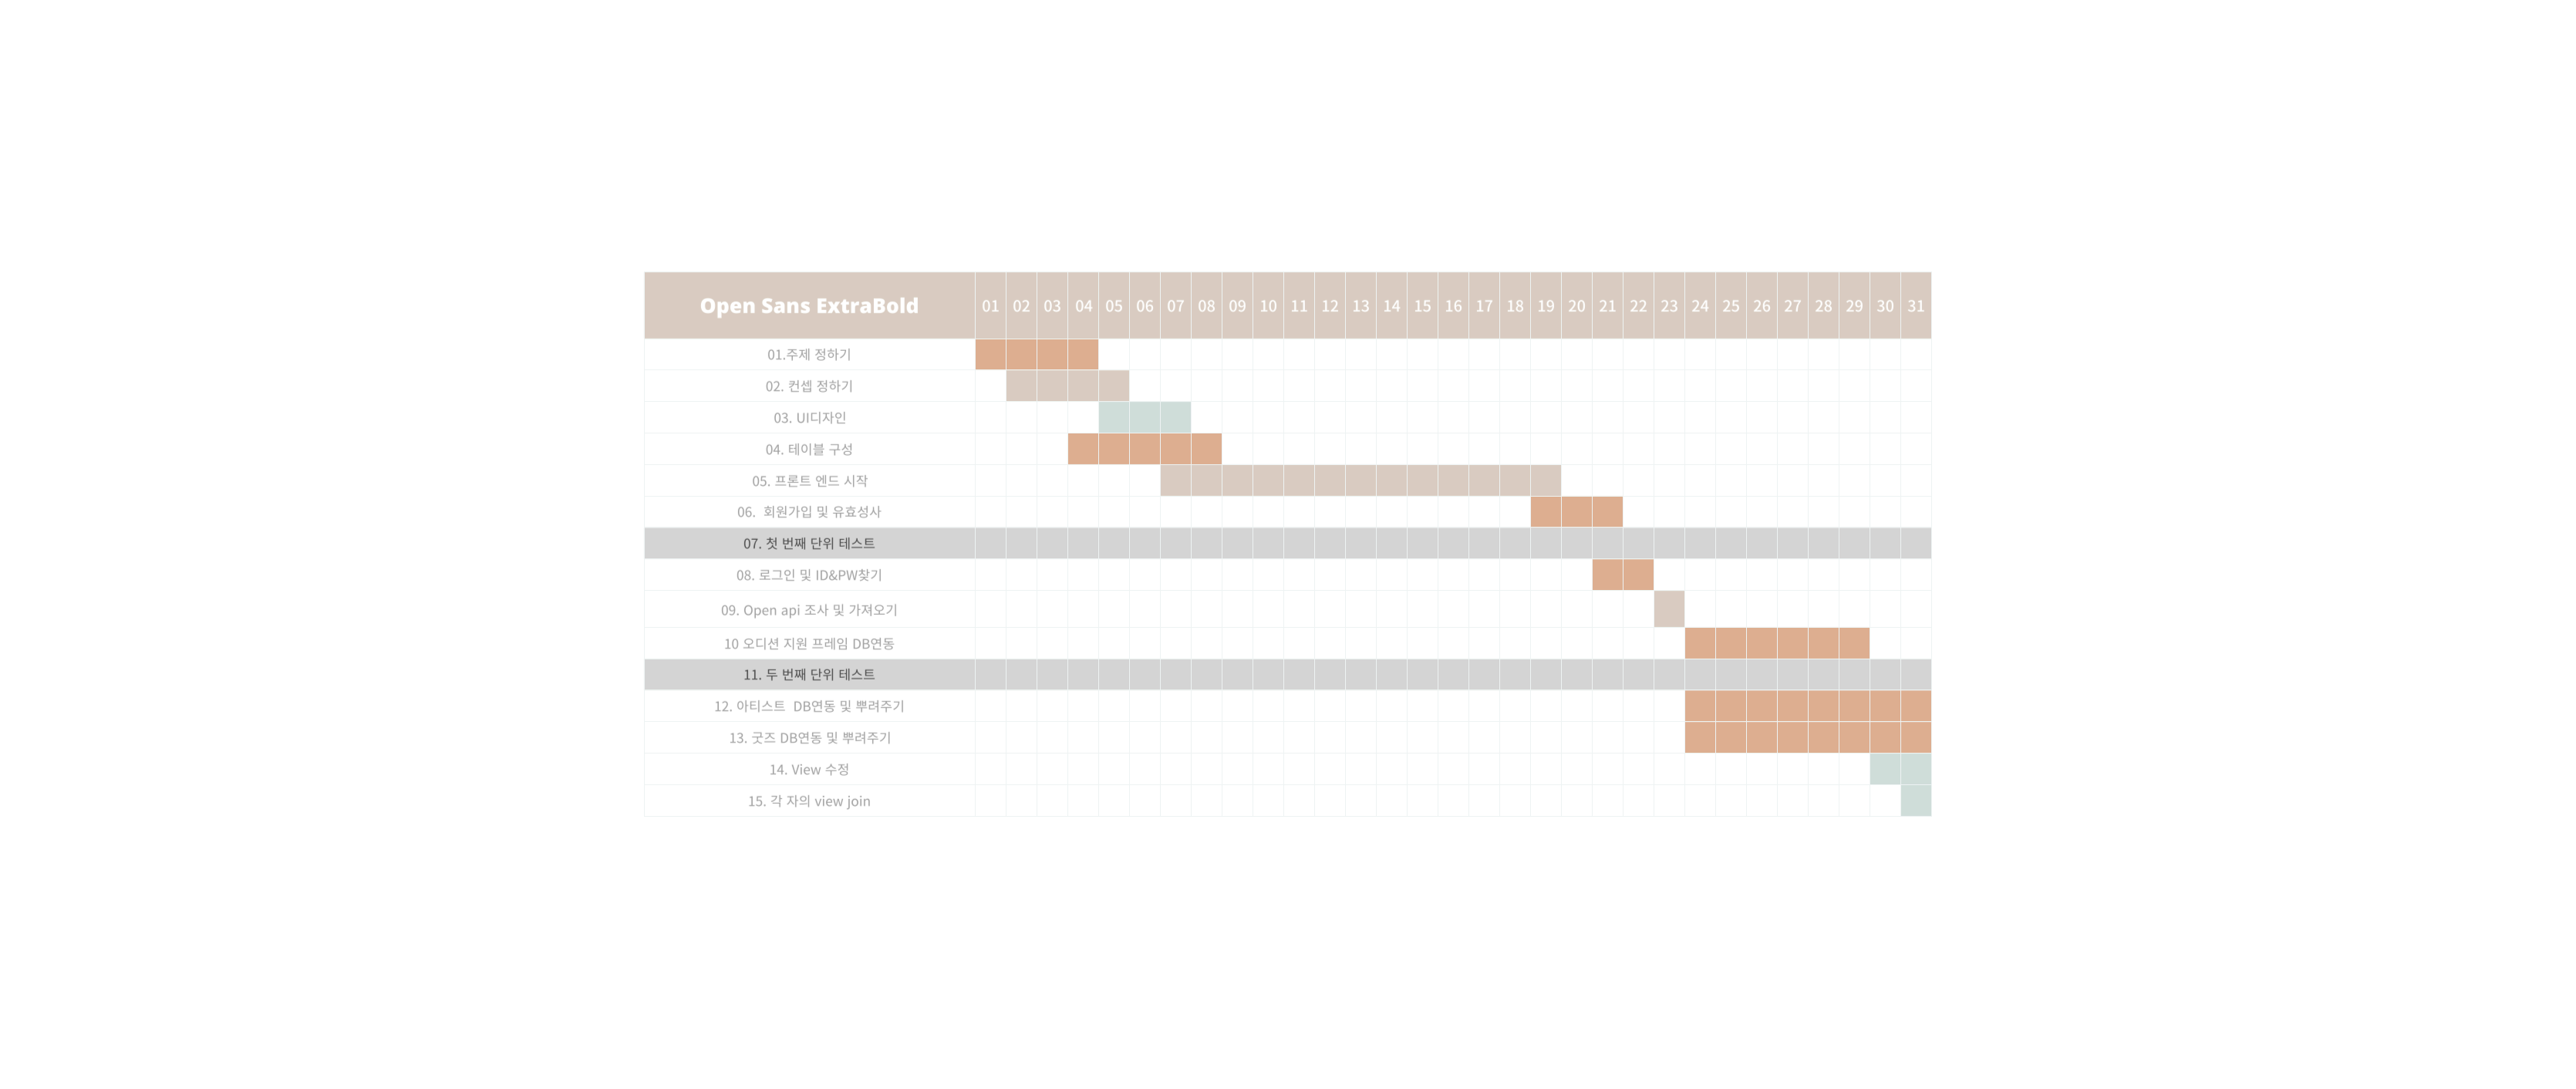 Open Sans ExtraBold 01 02 03 04 05 06 07 08 09 10 11 12 13 14 15 16 17 18 19 20 21 22 23 24 25 26 27 28 29 30 31
01.주제 정하기
02. 컨셉 정하기
03. UI디자인
04. 테이블 구성
05. 프론트 엔드 시작
06. 회원가입 및 유효성사
07. 첫 번째 단위 테스트
08. 로그인 및 ID&PW찾기
09. Open api 조사 및 가져오기
10 오디션 지원 프레임 DB연동
11. 두 번째 단위 테스트
12. 아티스트 DB연동 및 뿌려주기
13. 굿즈 DB연동 및 뿌려주기
14. View 수정
15. 각 자의 view join